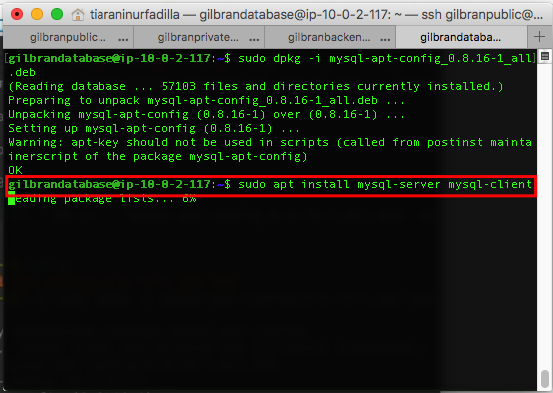 tiaraninurfadilla — gilbrandatabase@ip-10-0-2-117: ~ — ssh gilbranpublic@...
gilbranpublic... ... gilbranprivate... ... gilbranbacken... ... gilbrandataba... ... +
[gilbrandatabase@ip-10-0-2-117:~$ sudo dpkg -i mysql-apt-config_0.8.16-1_all]
.deb
(Reading database ... 57103 files and directories currently installed.)
Preparing to unpack mysql-apt-config_0.8.16-1_all.deb ...
Unpacking mysql-apt-config (0.8.16-1) over (0.8.16-1) ...
Setting up mysql-apt-config (0.8.16-1) ...
Warning: apt-key should not be used in scripts (called from postinst mainta
inerscript of the package mysql-apt-config)
OK
gilbrandatabase@ip-10-0-2-117:~$ sudo apt install mysql-server mysql-client
Reading package lists... 6%